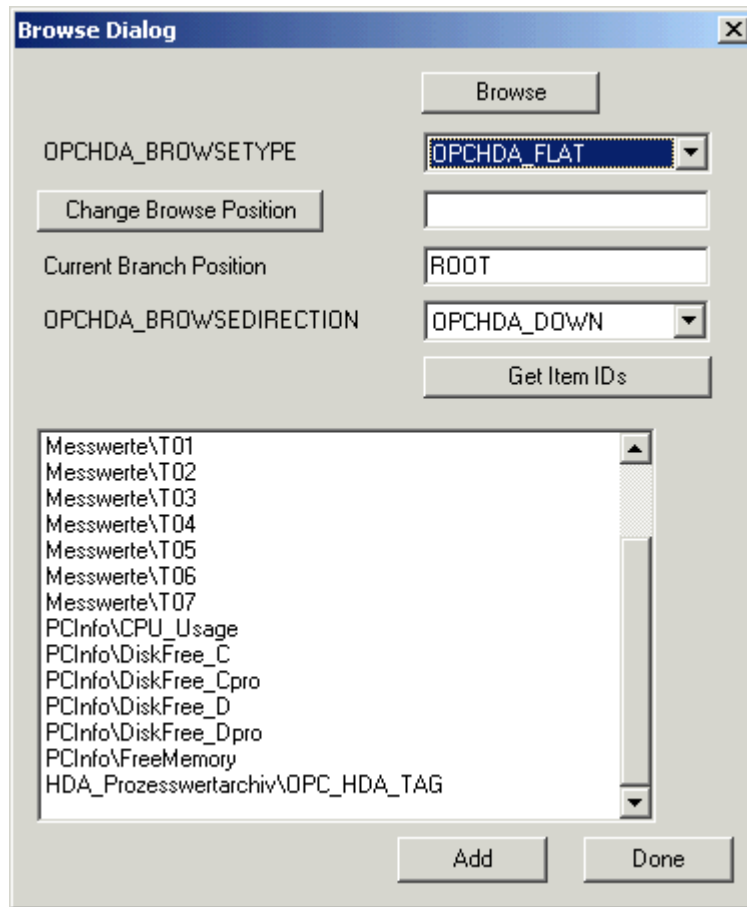 Browse Dialog
Browse
OPCHDA_BROWSETYPE OPCHDA_FLAT
Change Browse Position
Current Branch Position ROOT
OPCHDA_BROWSEDIRECTION OPCHDA_DOWN
Get Item IDs
Messwerte\T01
Messwerte\T02
Messwerte\T03
Messwerte\T04
Messwerte\T05
Messwerte\T06
Messwerte\T07
PCInfo\CPU_Usage
PCInfo\DiskFree_C
PCInfo\DiskFree_Cpro
PCInfo\DiskFree_D
PCInfo\DiskFree_Dpro
PCInfo\FreeMemory
HDA_Prozesswertarchiv\OPC_HDA_TAG
Add Done